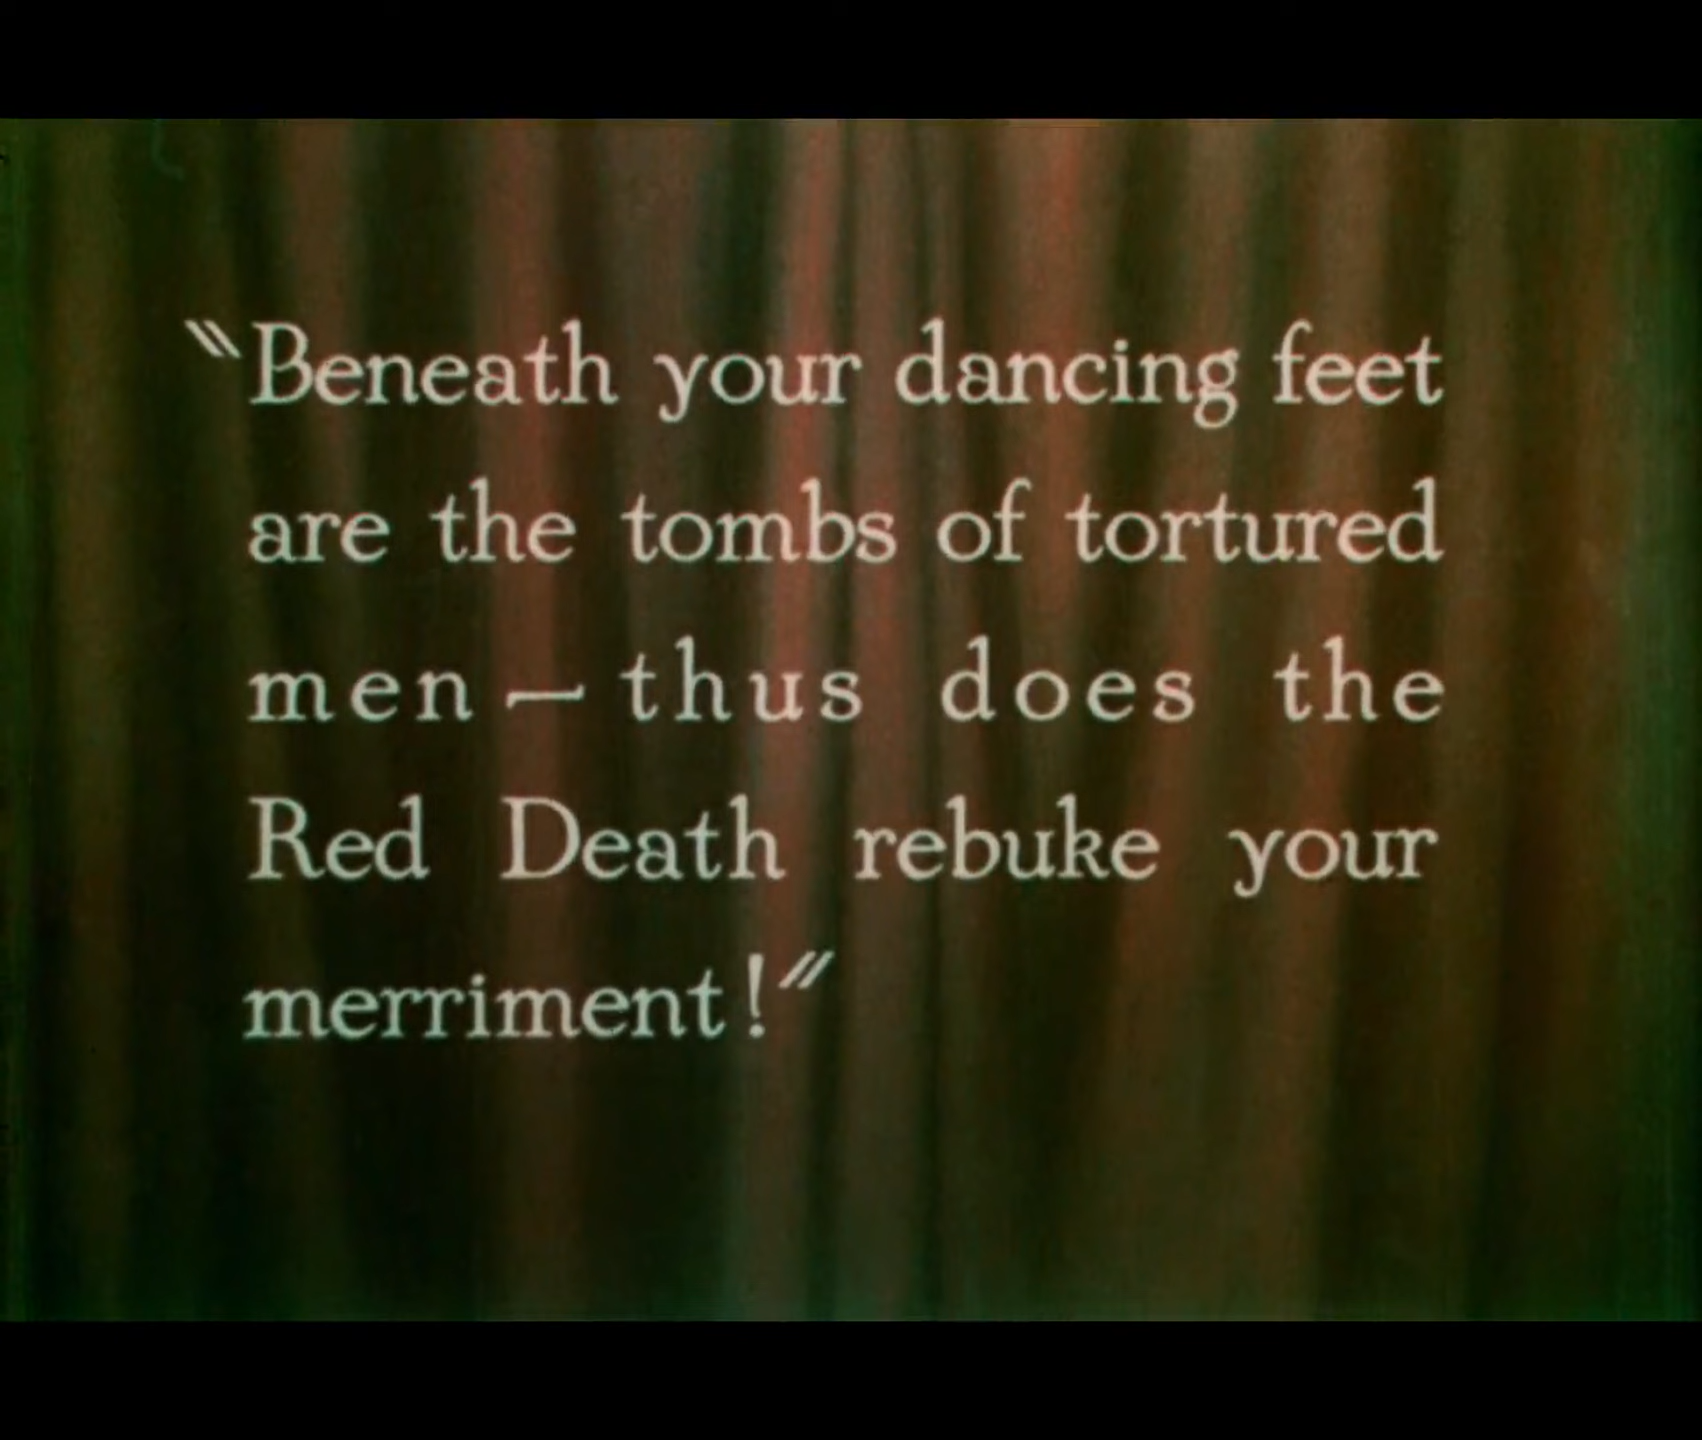 "Beneath your dancing feet
are the tombs of tortured
men — thus does the
Red Death rebuke your
merriment!"